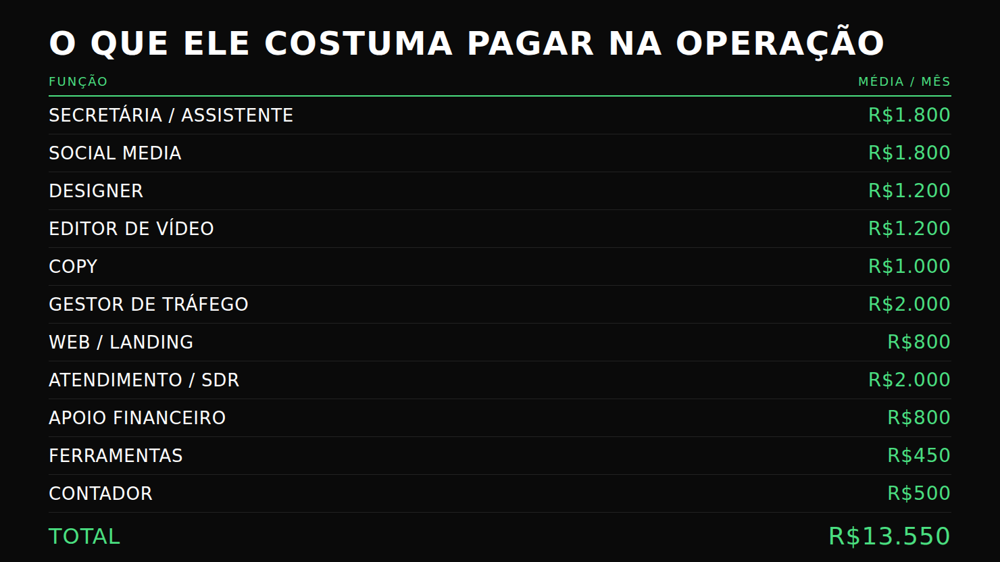 O QUE ELE COSTUMA PAGAR NA OPERAÇÃO
FUNÇÃO MÉDIA / MÊS
SECRETÁRIA / ASSISTENTE R$1.800
SOCIAL MEDIA R$1.800
DESIGNER R$1.200
EDITOR DE VÍDEO R$1.200
COPY R$1.000
GESTOR DE TRÁFEGO R$2.000
WEB / LANDING R$800
ATENDIMENTO / SDR R$2.000
APOIO FINANCEIRO R$800
FERRAMENTAS R$450
CONTADOR R$500
TOTAL R$13.550